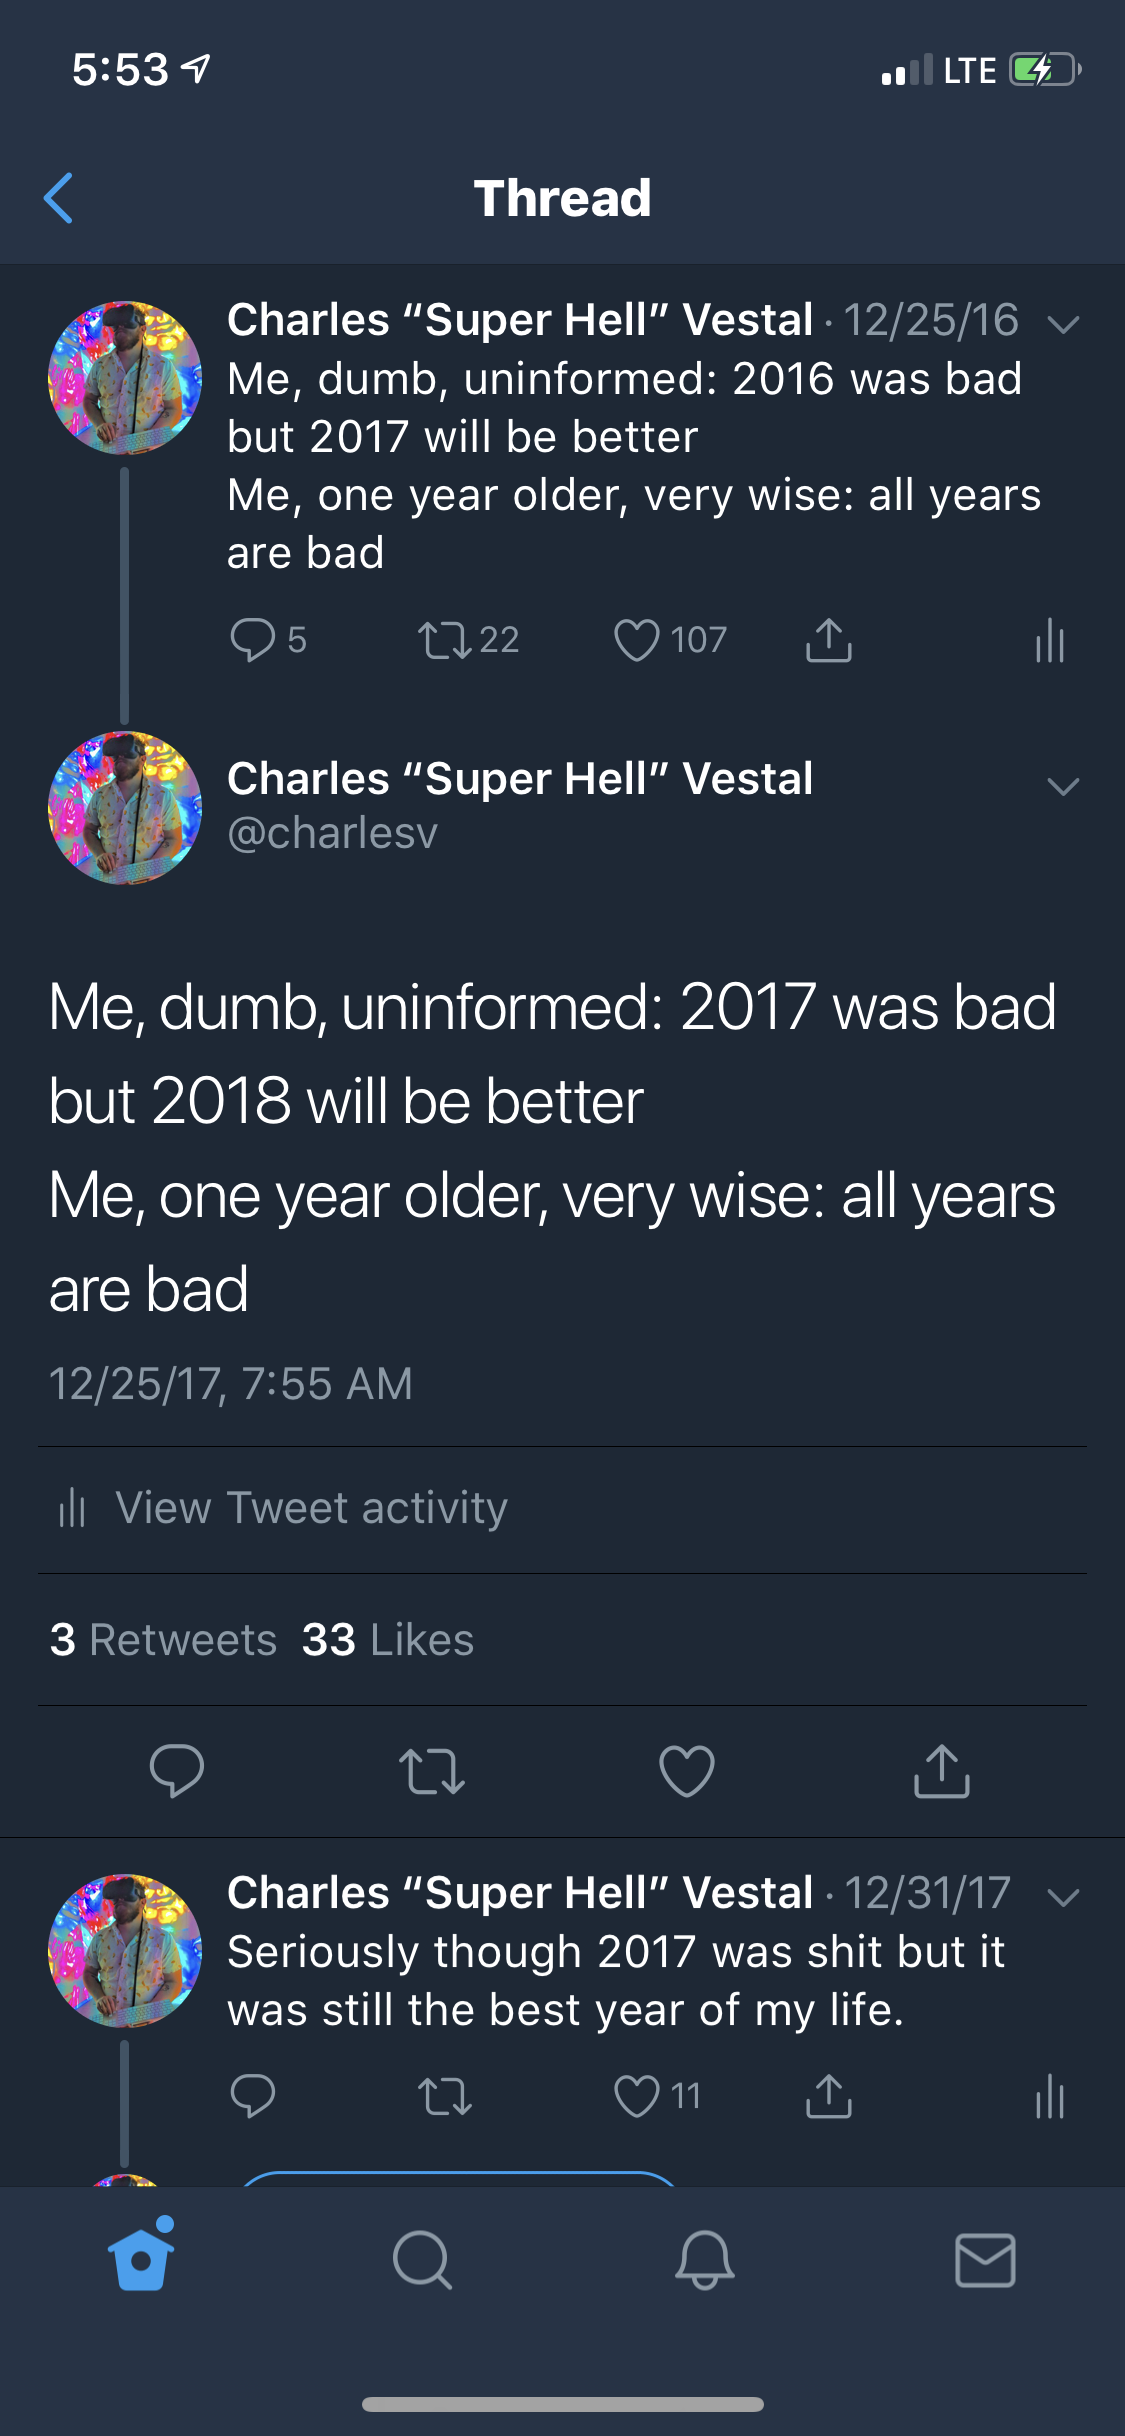 5:53
LTE
Thread
Charles “Super Hell” Vestal · 12/25/16
Me, dumb, uninformed: 2016 was bad
but 2017 will be better
Me, one year older, very wise: all years
are bad
5 22 107
Charles “Super Hell” Vestal
@charlesv
Me, dumb, uninformed: 2017 was bad
but 2018 will be better
Me, one year older, very wise: all years
are bad
12/25/17, 7:55 AM
View Tweet activity
3 Retweets 33 Likes
Charles “Super Hell” Vestal · 12/31/17
Seriously though 2017 was shit but it
was still the best year of my life.
11